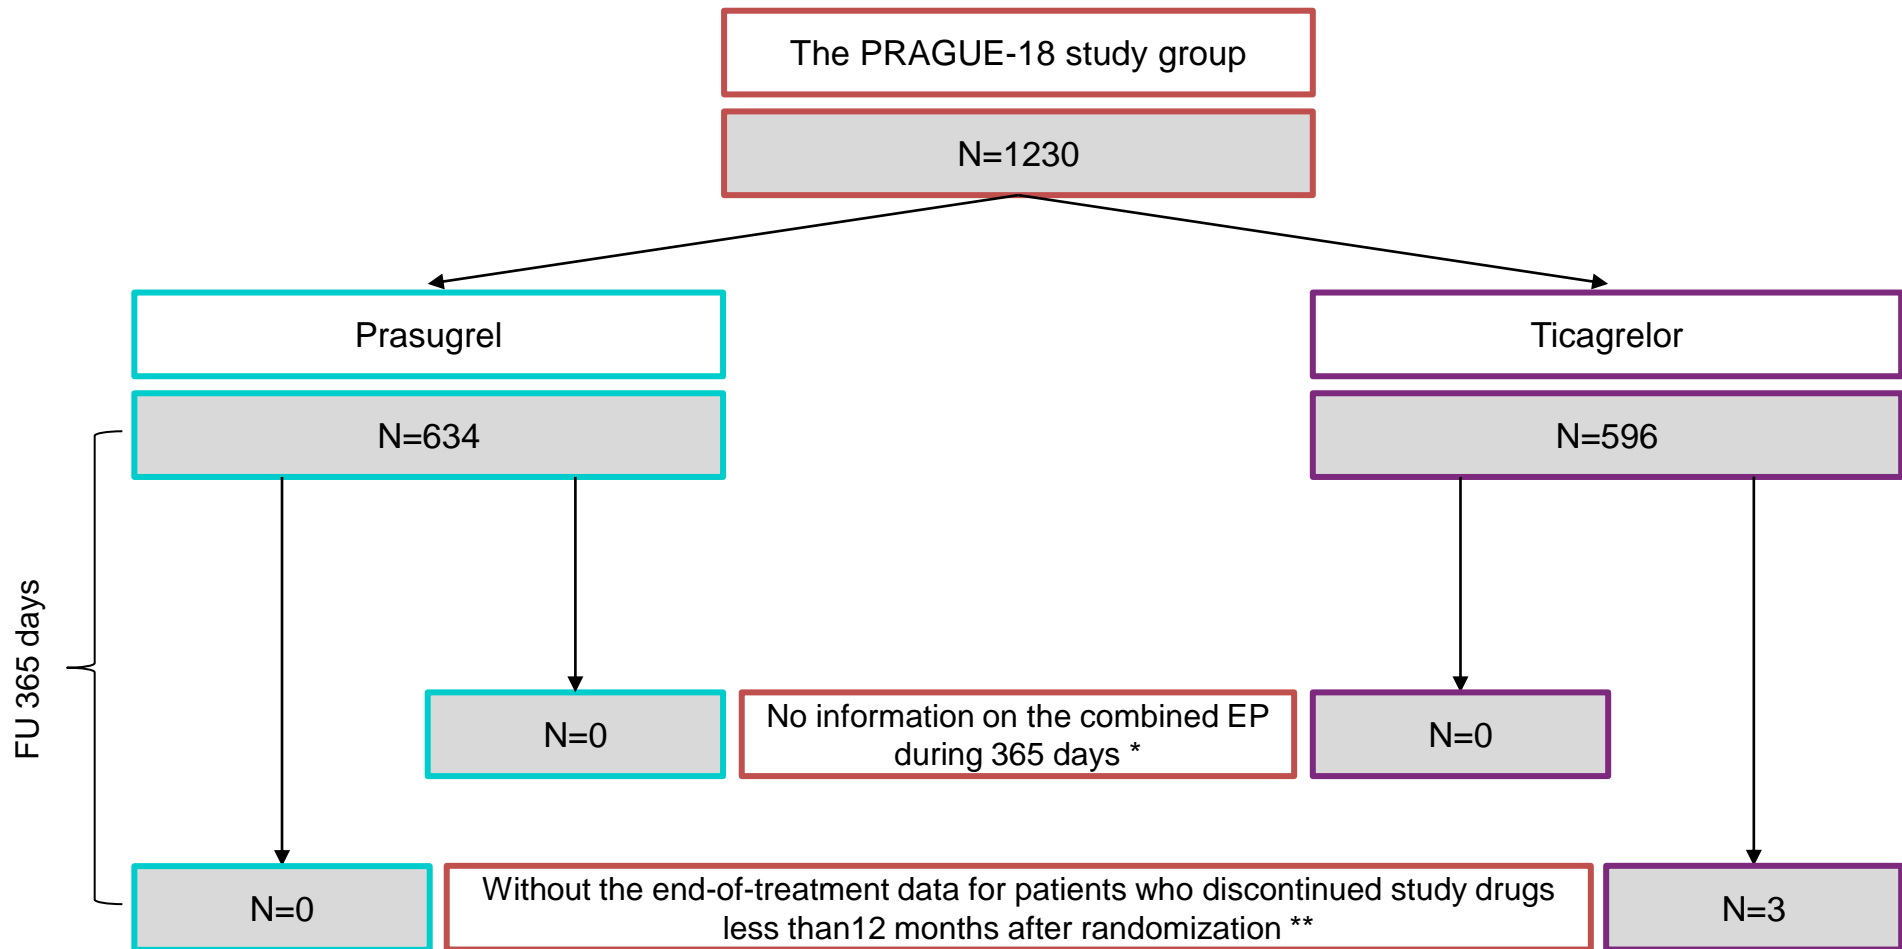 The PRAGUE-18 study group
N=1230
Prasugrel
Ticagrelor
N=634
N=596
FU 365 days
N=0
No information on the combined EP
during 365 days *
N=0
N=0
Without the end-of-treatment data for patients who discontinued study drugs
less than12 months after randomization **
N=3